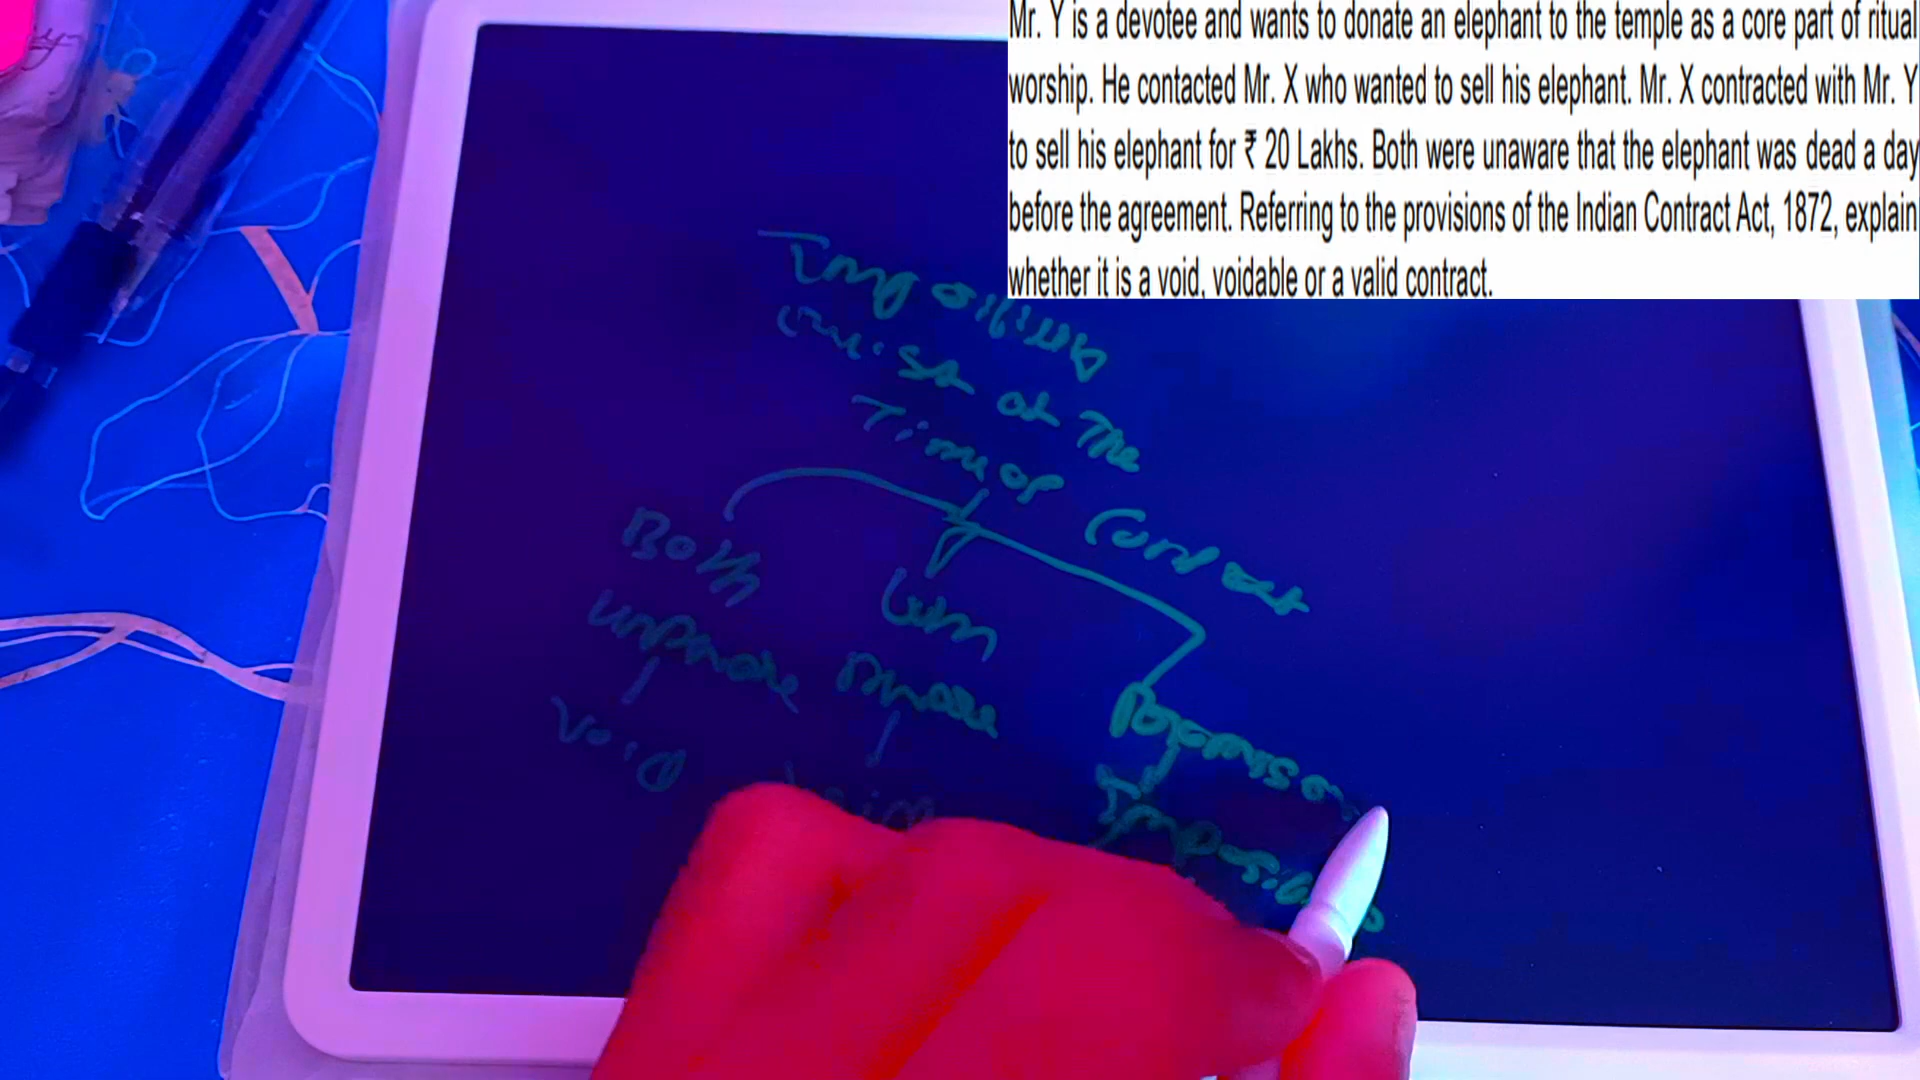 Mr. Y is a devotee and wants to donate an elephant to the temple as a core part of ritual
worship. He contacted Mr. X who wanted to sell his elephant. Mr. X contracted with Mr. Y
to sell his elephant for ₹ 20 Lakhs. Both were unaware that the elephant was dead a day
before the agreement. Referring to the provisions of the Indian Contract Act, 1872, explain
whether it is a void, voidable or a valid contract.
at The
Time of Contract
Both
Void